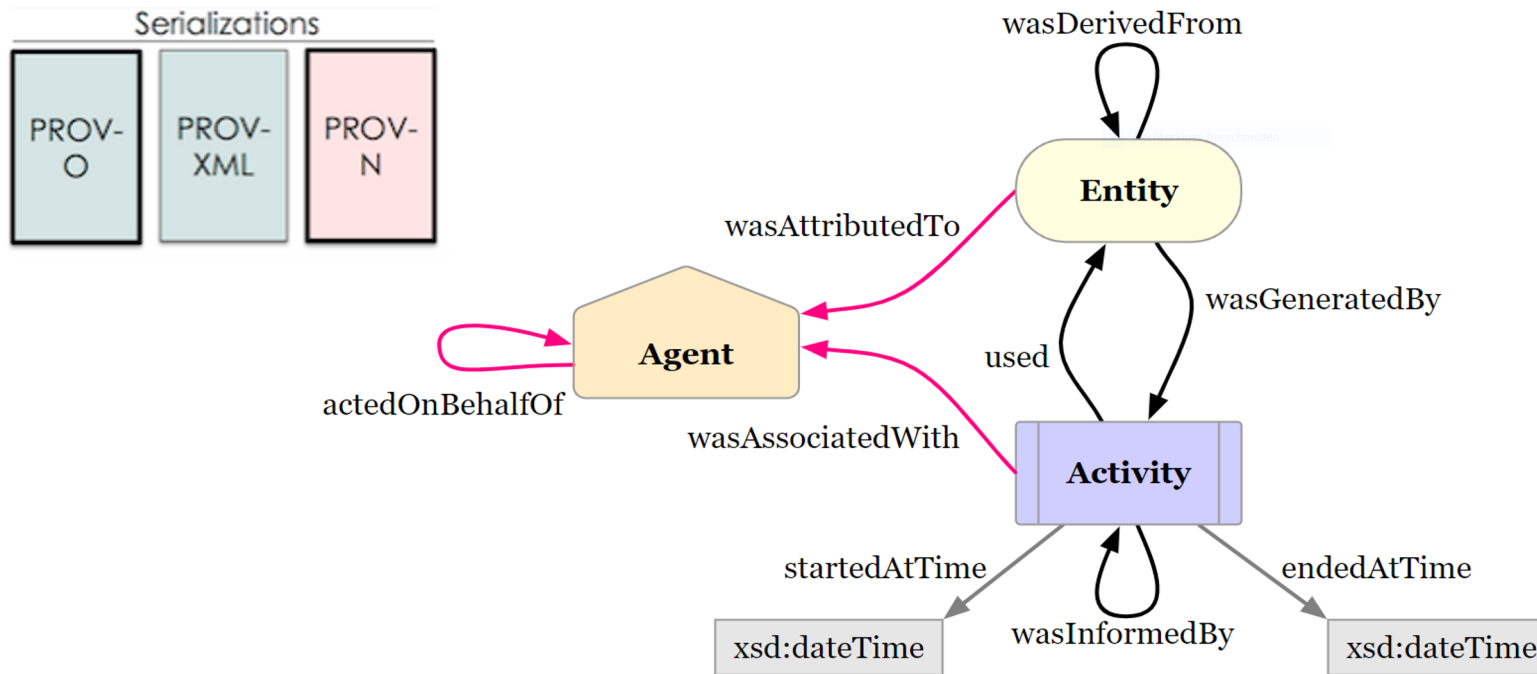 Serializations
PROV-
O
PROV-
XML
PROV-
N
wasDerivedFrom
Entity
wasAttributedTo
wasGeneratedBy
used
Agent
actedOnBehalfOf
wasAssociatedWith
Activity
startedAtTime
endedAtTime
wasInformedBy
xsd:dateTime
xsd:dateTime